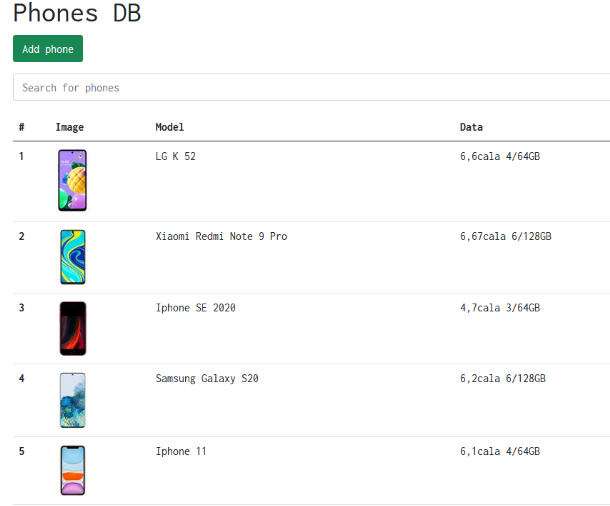 Phones DB
Add phone
Search for phones
# Image Model Data
1 LG K 52 6,6cala 4/64GB
2 Xiaomi Redmi Note 9 Pro 6,67cala 6/128GB
3 Iphone SE 2020 4,7cala 3/64GB
4 Samsung Galaxy S20 6,2cala 6/128GB
5 Iphone 11 6,1cala 4/64GB